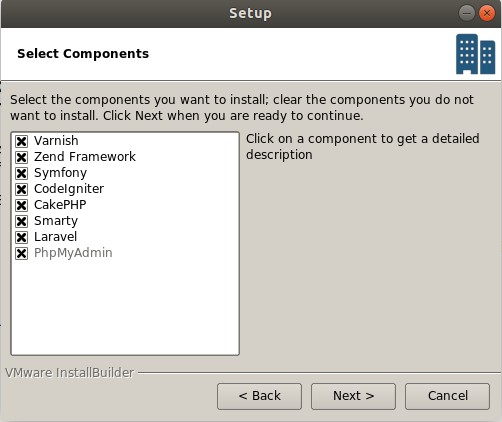 Setup
Select Components
Select the components you want to install; clear the components you do not
want to install. Click Next when you are ready to continue.
Varnish
Zend Framework
Symfony
CodeIgniter
CakePHP
Smarty
Laravel
PhpMyAdmin
Click on a component to get a detailed
description
VMware InstallBuilder
< Back
Next >
Cancel